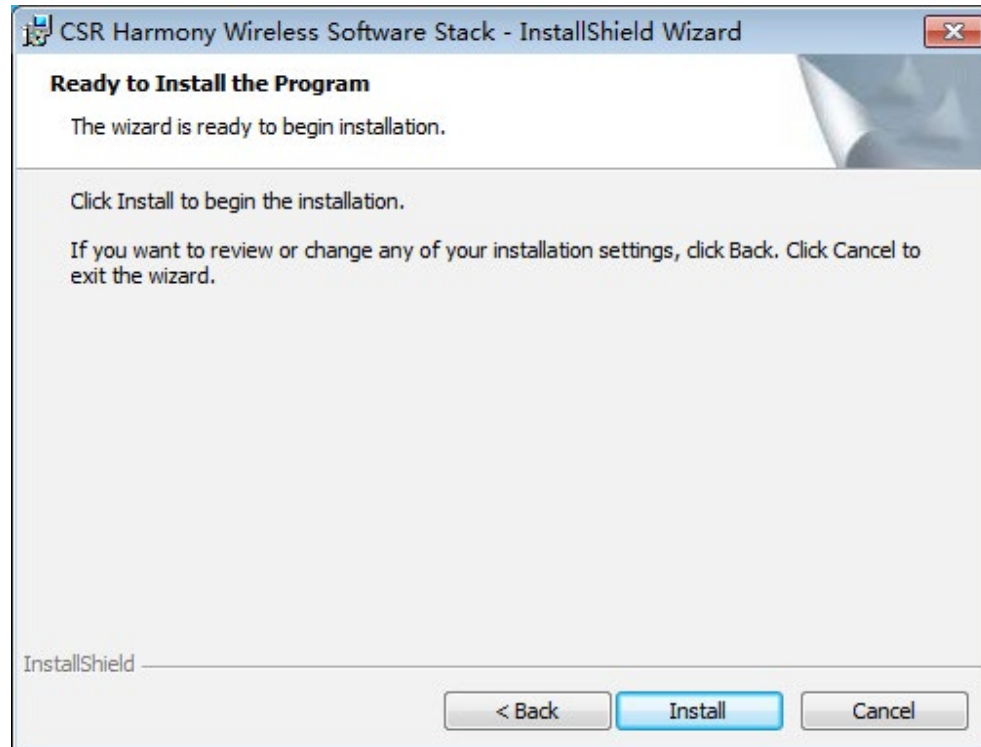 CSR Harmony Wireless Software Stack - InstallShield Wizard
Ready to Install the Program
The wizard is ready to begin installation.
Click Install to begin the installation.
If you want to review or change any of your installation settings, click Back. Click Cancel to
exit the wizard.
InstallShield
< Back
Install
Cancel